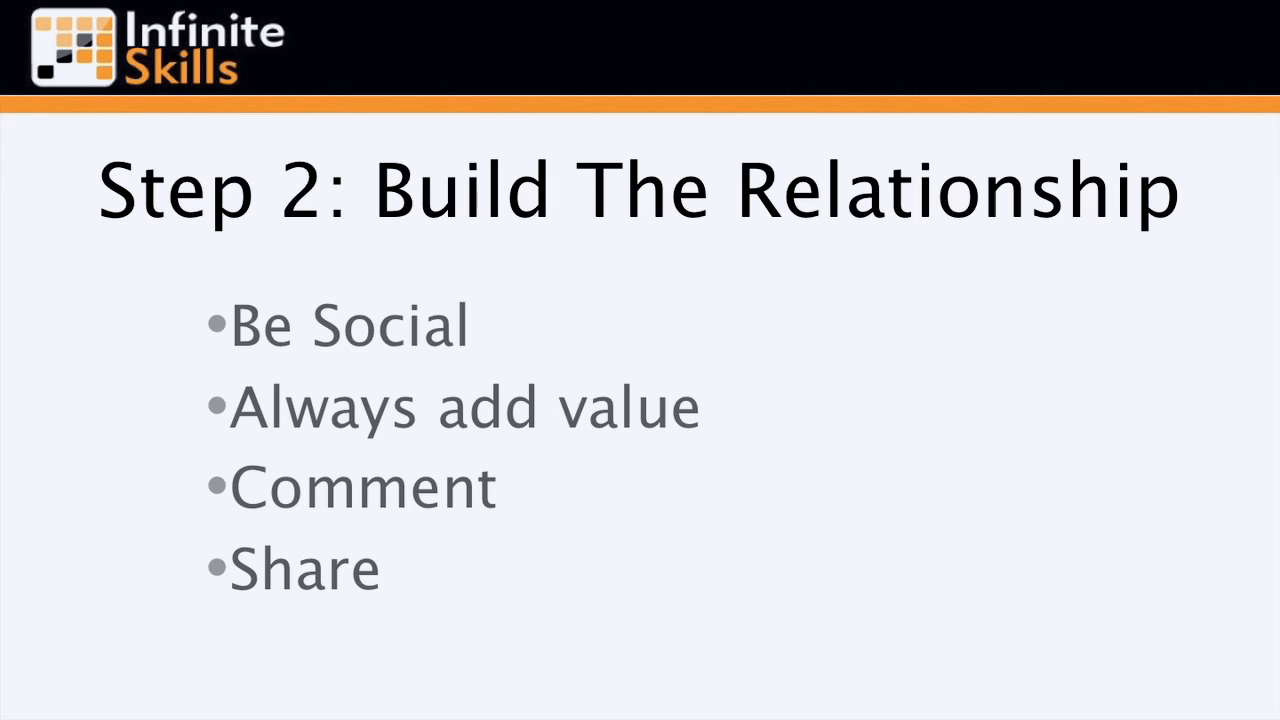 Infinite
Skills
Step 2: Build The Relationship
•Be Social
•Always add value
•Comment
•Share